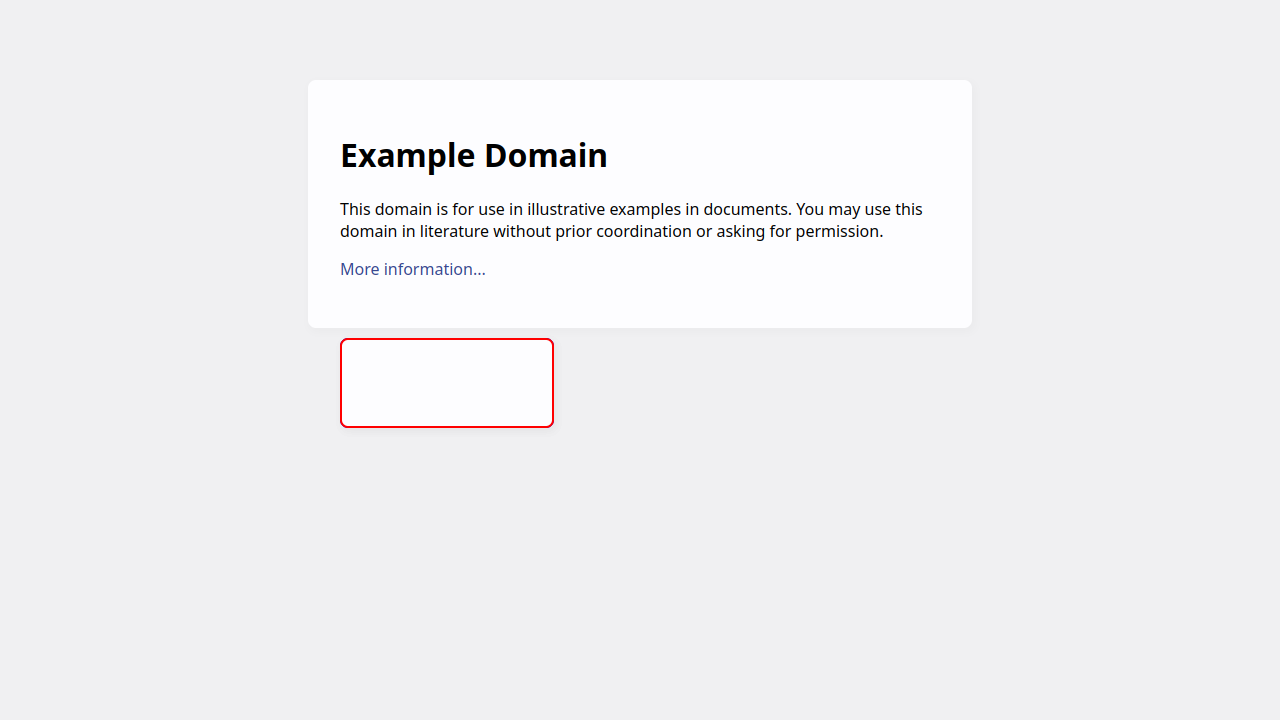 Example Domain
This domain is for use in illustrative examples in documents. You may use this
domain in literature without prior coordination or asking for permission.
More information...